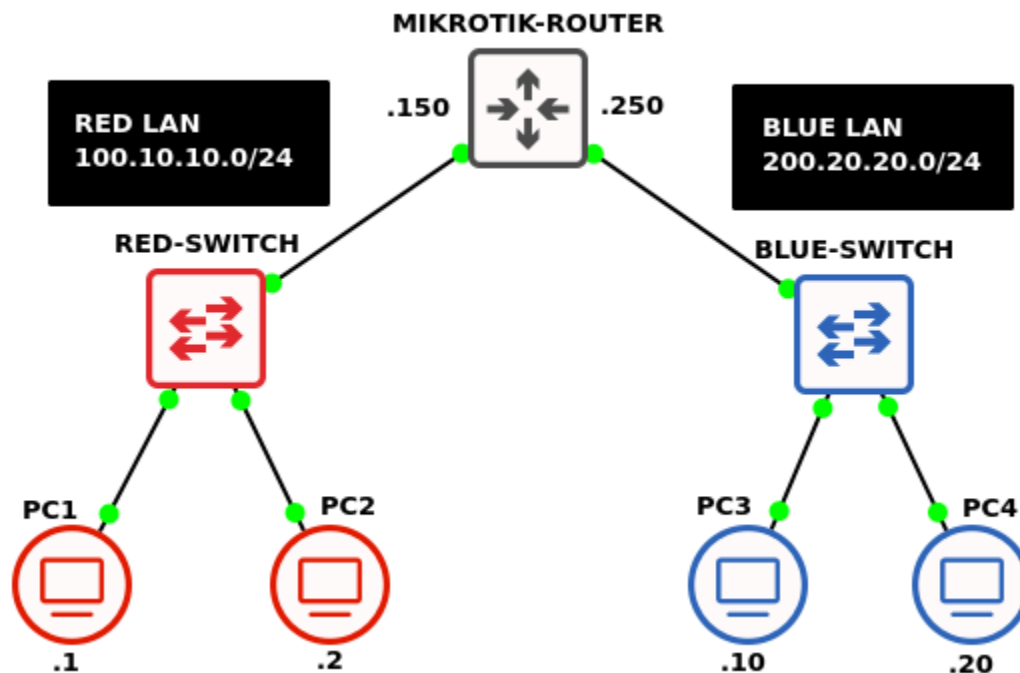 MIKROTIK-ROUTER
.150
.250
RED LAN
100.10.10.0/24
BLUE LAN
200.20.20.0/24
RED-SWITCH
BLUE-SWITCH
PC1
PC2
PC3
PC4
.1
.2
.10
.20